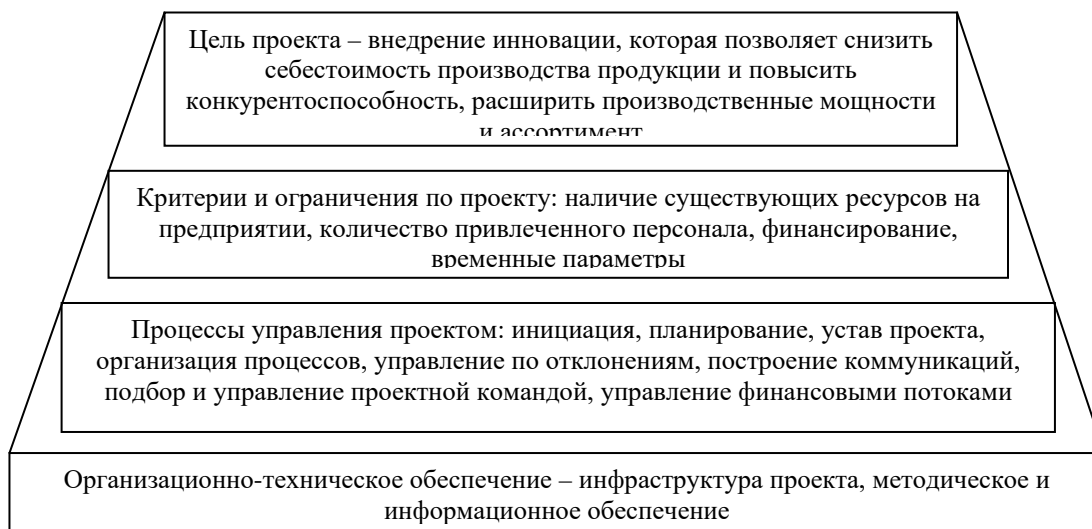 Цель проекта – внедрение инновации, которая позволяет снизить
себестоимость производства продукции и повысить
конкурентоспособность, расширить производственные мощности
и ассортимент
Критерии и ограничения по проекту: наличие существующих ресурсов на
предприятии, количество привлеченного персонала, финансирование,
временные параметры
Процессы управления проектом: инициация, планирование, устав проекта,
организация процессов, управление по отклонениям, построение коммуникаций,
подбор и управление проектной командой, управление финансовыми потоками
Организационно-техническое обеспечение – инфраструктура проекта, методическое и
информационное обеспечение